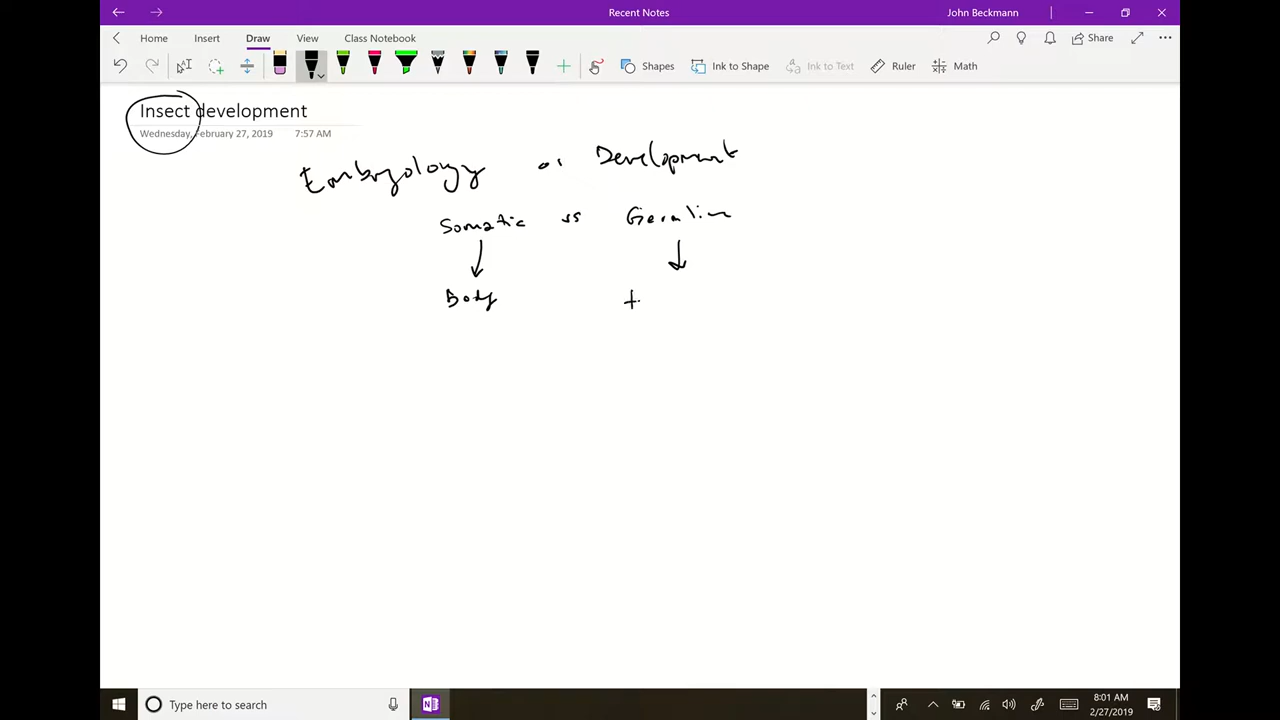 Recent Notes
John Beckmann
Home Insert Draw View Class Notebook
Share
Shapes Ink to Shape Ink to Text Ruler Math
Insect development
Wednesday, February 27, 2019 7:57 AM
Embryology or Development
Somatic vs Germline
Body
Type here to search
8:01 AM
2/27/2019